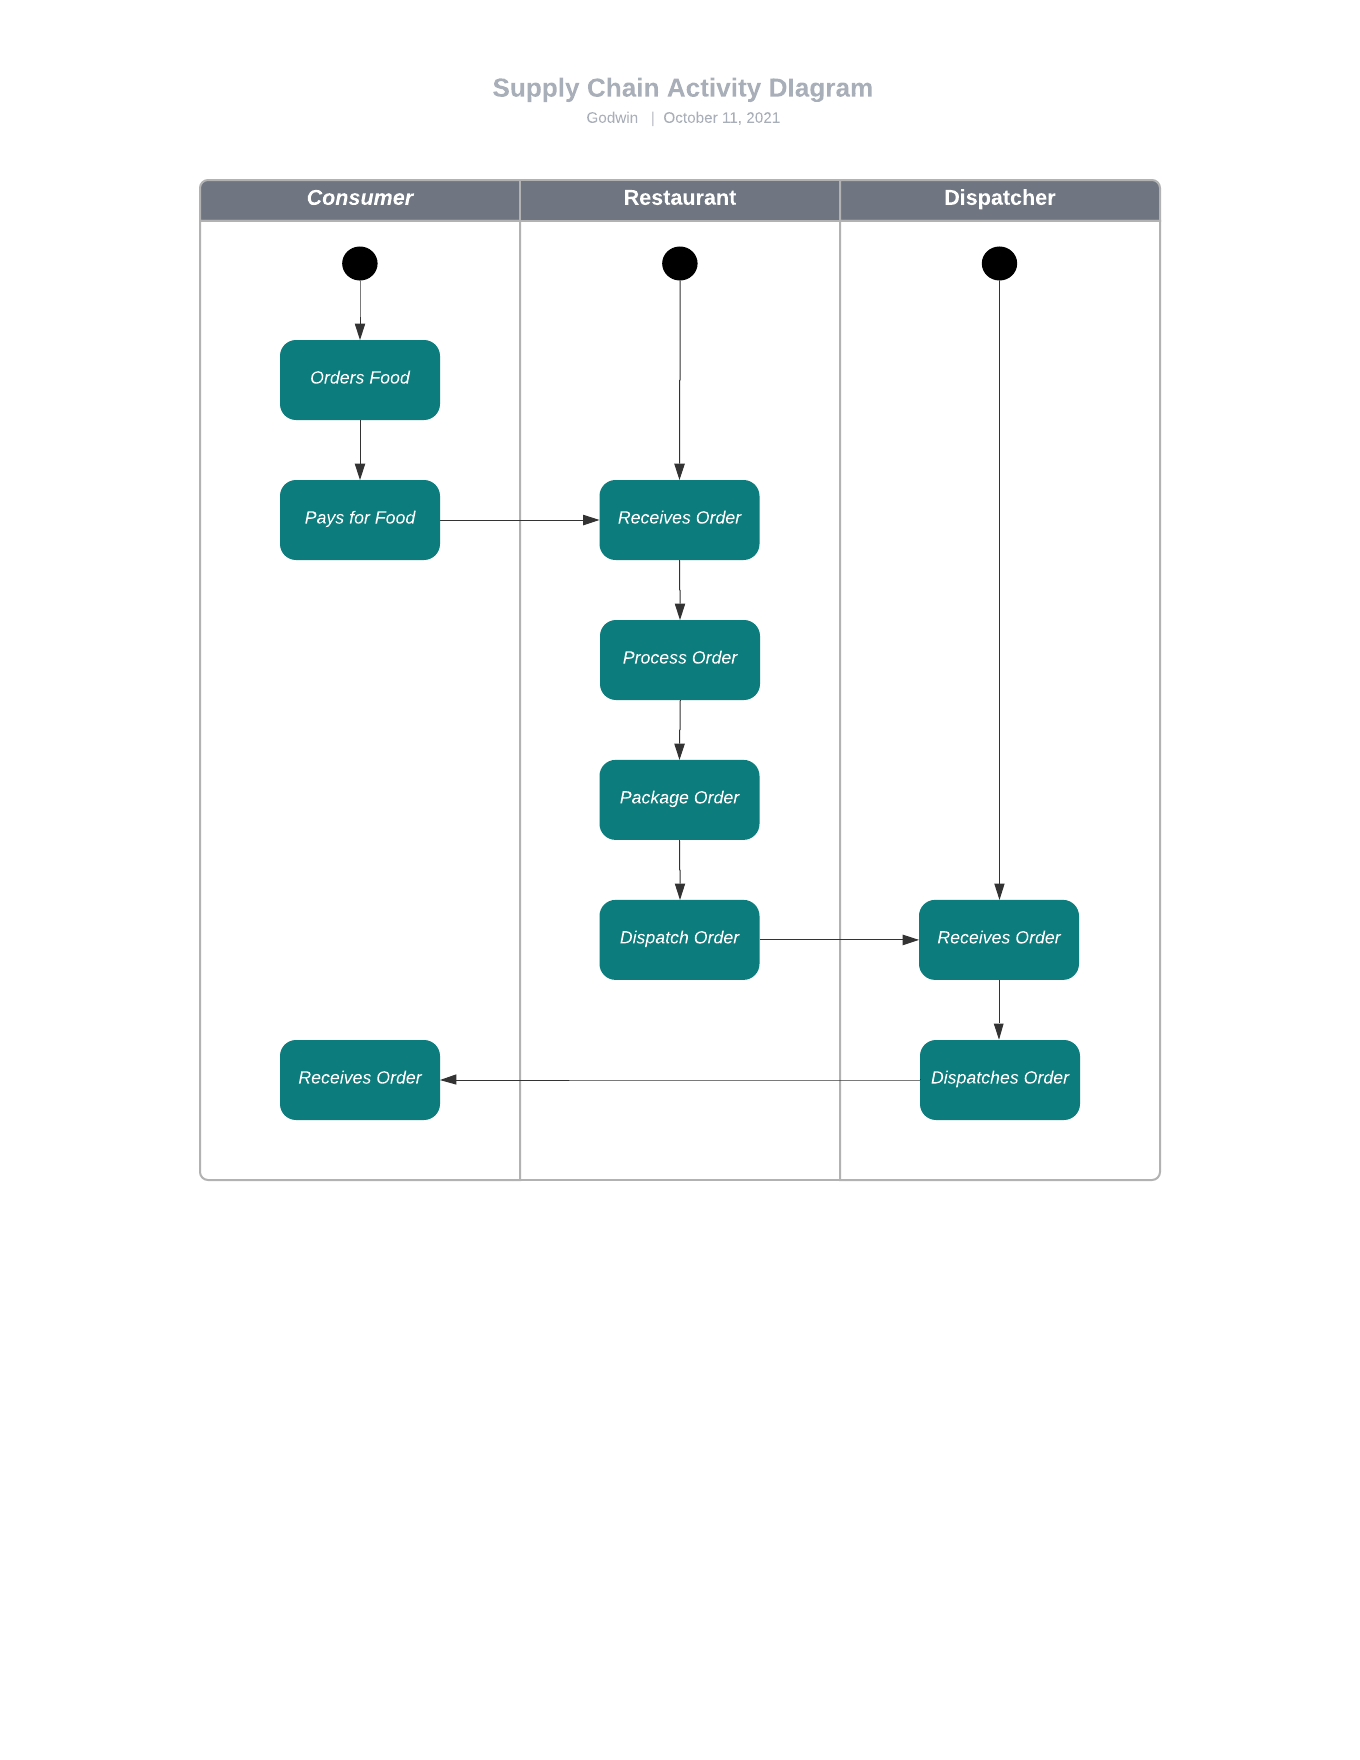 Supply Chain Activity DIagram
Godwin | October 11, 2021
Consumer
Restaurant
Dispatcher
Orders Food
Pays for Food
Receives Order
Process Order
Package Order
Dispatch Order
Receives Order
Receives Order
Dispatches Order